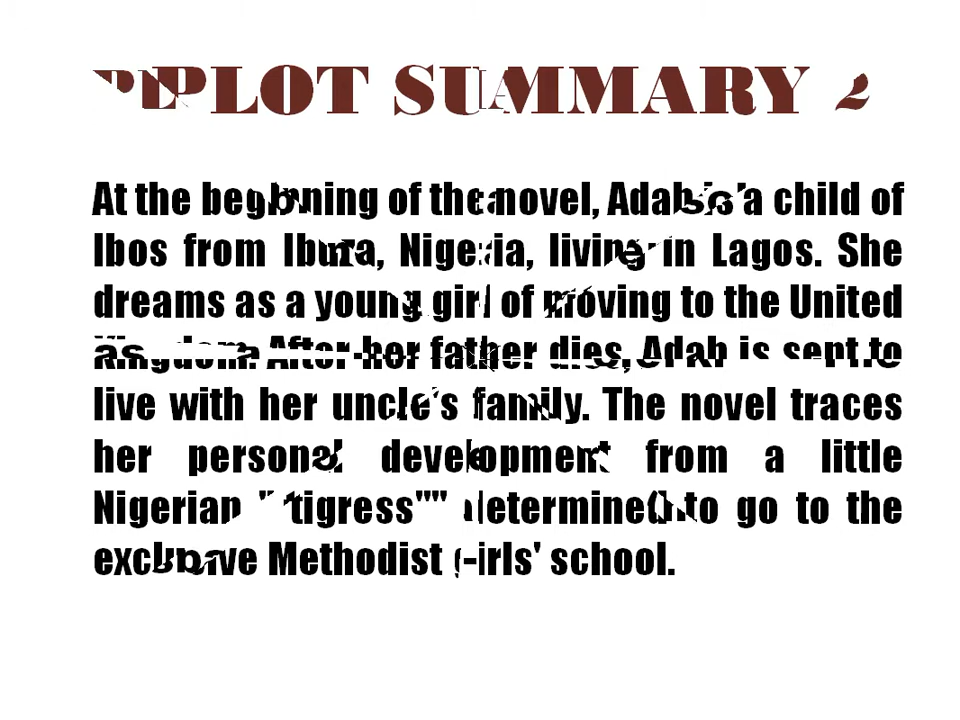 PLOT SUMMARY 2
At the beginning of the novel, Adah is a child of
Ibos from Ibuza, Nigeria, living in Lagos. She
dreams as a young girl of moving to the United
Kingdom. After her father dies, Adah is sent to
live with her uncle's family. The novel traces
her personal development from a little
Nigerian "tigress"" determined to go to the
exclusive Methodist Girls' school.